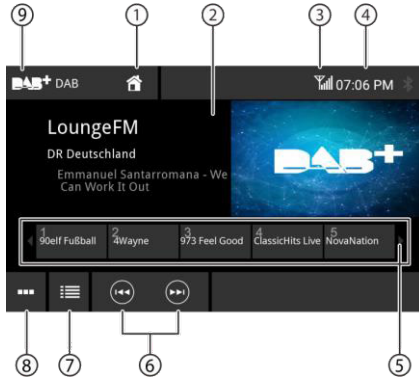 ⑨ ① ② ③ ④
DAB+ DAB 07:06 PM
LoungeFM
DAB+
DR Deutschland
Emmanuel Santarromana - We
Can Work It Out
1 2 3 4 5
90elf Fußball 4Wayne 973 Feel Good ClassicHits Live NovaNation
⑧ ⑦ ⑥ ⑤